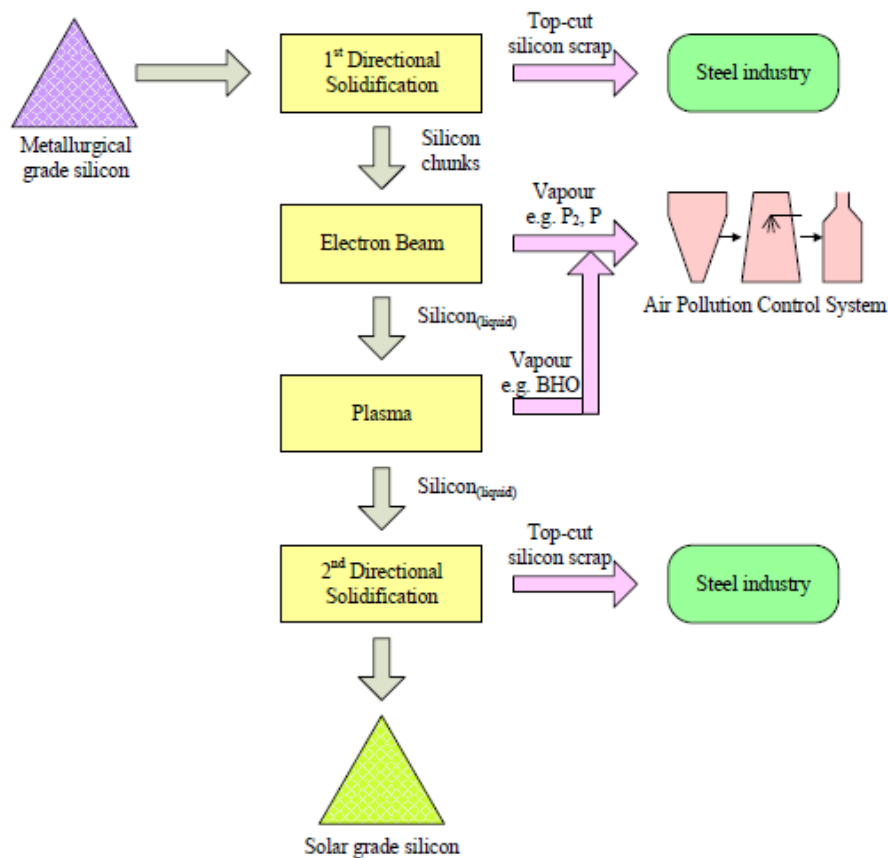 1st Directional
Solidification
Top-cut
silicon scrap
Steel industry
Metallurgical
grade silicon
Silicon
chunks
Electron Beam
Vapour
e.g. P₂, P
Air Pollution Control System
Silicon(liquid)
Vapour
e.g. BHO
Plasma
Silicon(liquid)
2nd Directional
Solidification
Top-cut
silicon scrap
Steel industry
Solar grade silicon